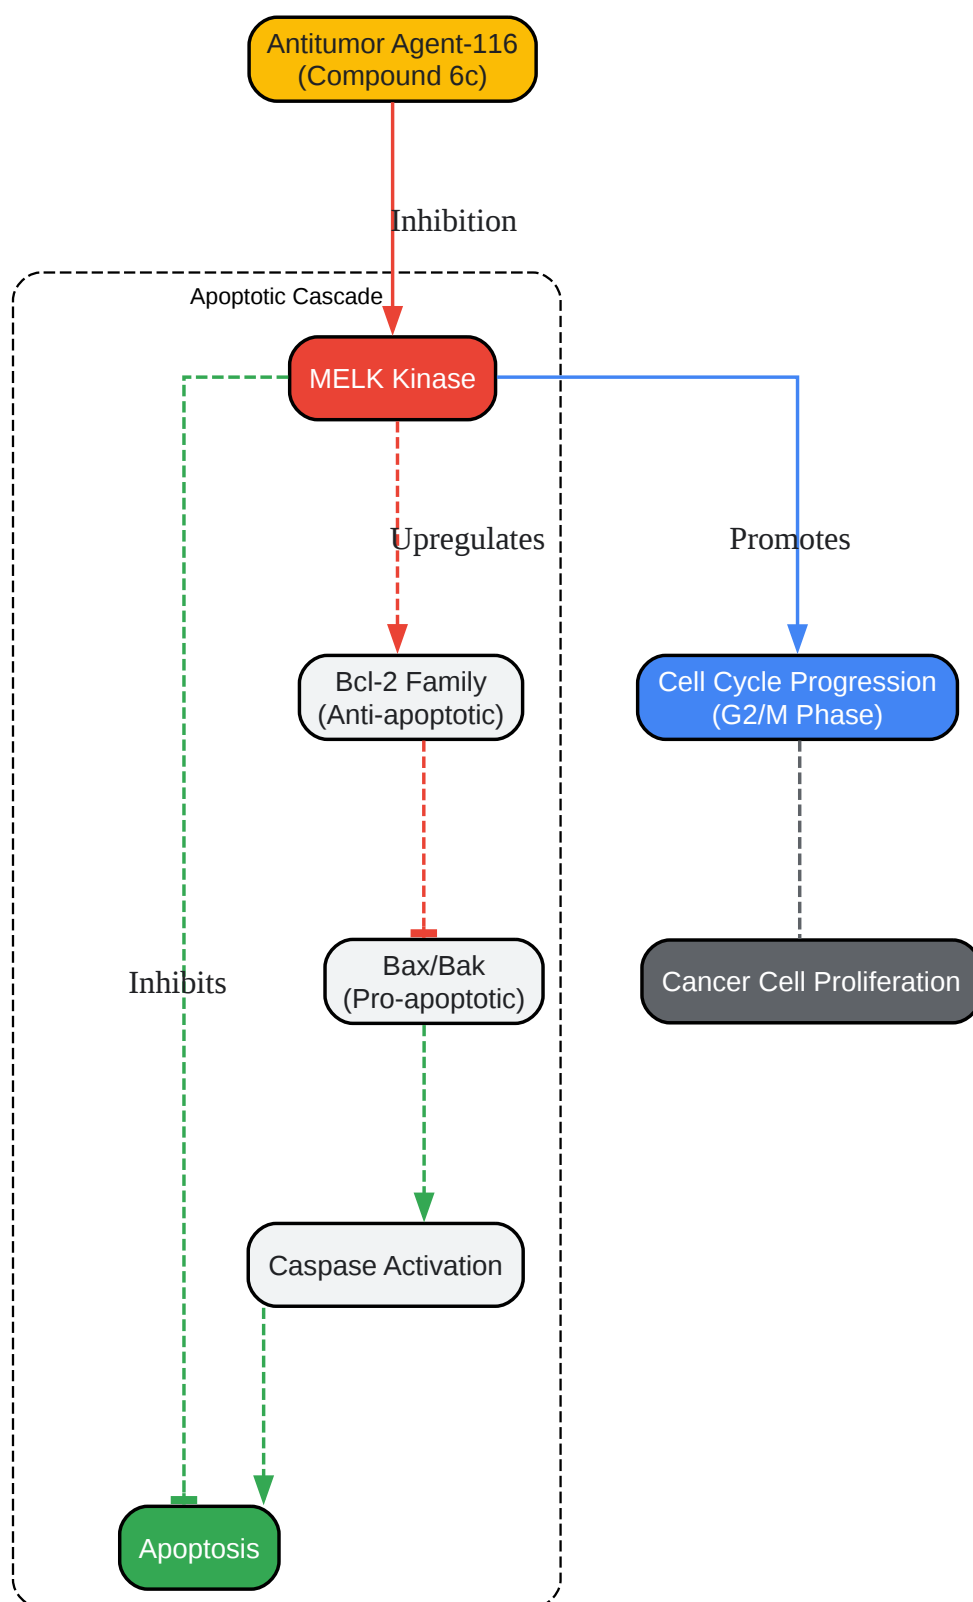 Antitumor Agent-116
(Compound 6c)
Inhibition
Apoptotic Cascade
MELK Kinase
Upregulates
Promotes
Bcl-2 Family
(Anti-apoptotic)
Cell Cycle Progression
(G2/M Phase)
Inhibits
Bax/Bak
(Pro-apoptotic)
Cancer Cell Proliferation
Caspase Activation
Apoptosis